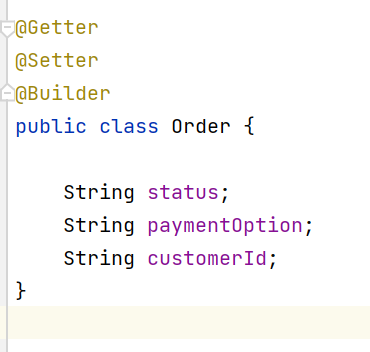 @Getter
@Setter
@Builder
public class Order {
String status;
String paymentOption;
String customerId;
}